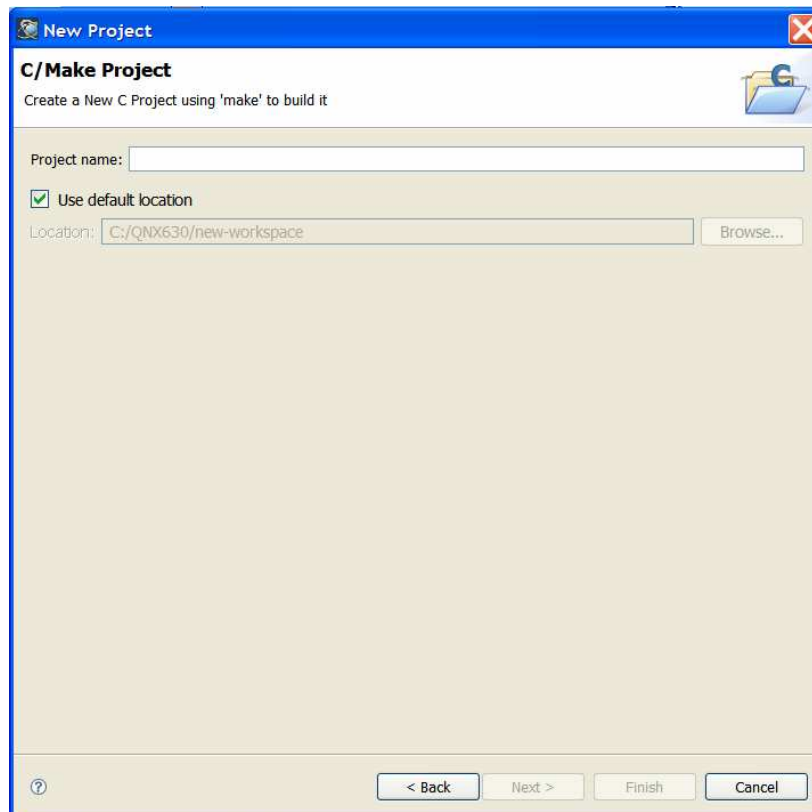 New Project
C/Make Project
Create a New C Project using 'make' to build it
C
Project name:
Use default location
Location: C:/QNX630/new-workspace Browse...
? < Back Next > Finish Cancel